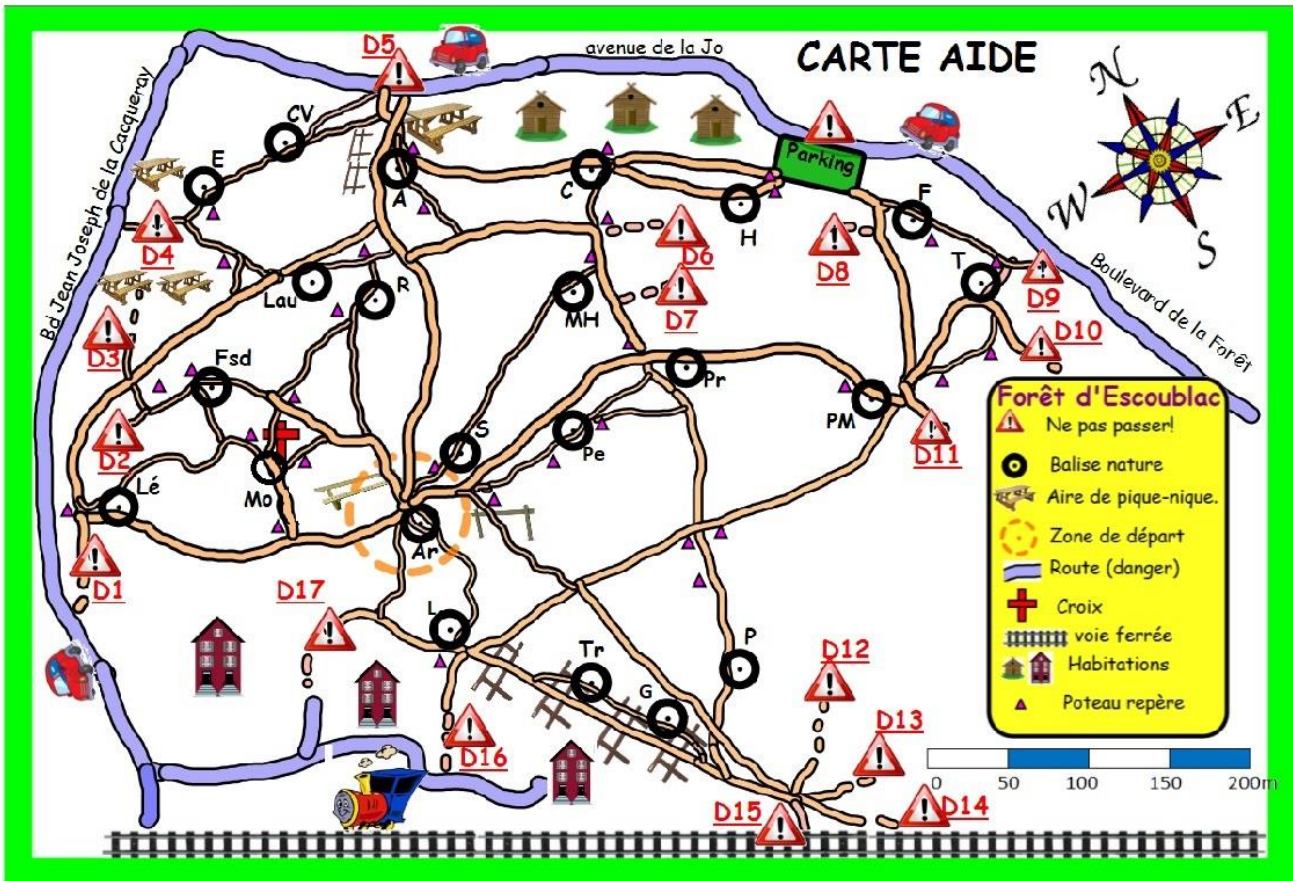 D5
avenue de la Jo
CARTE AIDE
N
E
W
S
Bd Jean Joseph de la Cacqueray
CV
E
A
C
Parking
H
F
D4
D6
D8
T
D9
Lau
R
MH
D7
Boulevard de la Forêt
D3
D10
Fsd
Pr
PM
D11
D2
S
Pe
Lé
Mo
Ar
D1
D17
L
Tr
G
P
D12
D13
D16
D15
D14
Forêt d'Escoublac
Ne pas passer!
Balise nature
Aire de pique-nique.
Zone de départ
Route (danger)
Croix
voie ferrée
Habitations
Poteau repère
0 50 100 150 200m